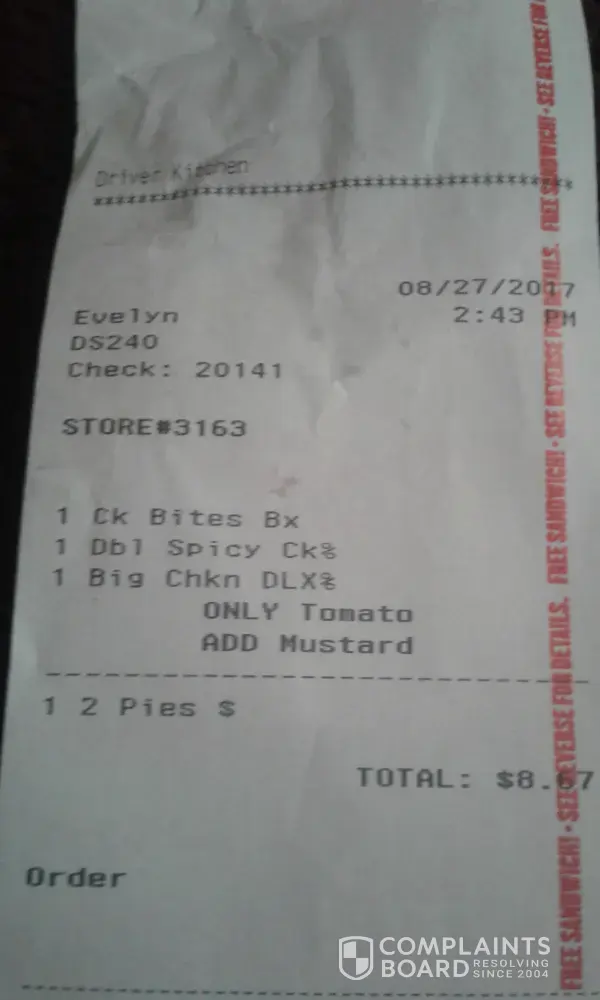 Driver Kitchen
*****************************************
08/27/2017
Evelyn 2:43 PM
DS240
Check: 20141
STORE#3163
1 Ck Bites Bx
1 Dbl Spicy Ck%
1 Big Chkn DLX%
ONLY Tomato
ADD Mustard
--------------------------------
1 2 Pies $
TOTAL: $8.67
Order
FREE SANDWICH! • SEE REVERSE FOR DETAILS. FREE SANDWICH! • SEE REVERSE FOR DETAILS. FREE SANDWICH! • SEE REVERSE FOR
COMPLAINTS
BOARD RESOLVING
SINCE 2004